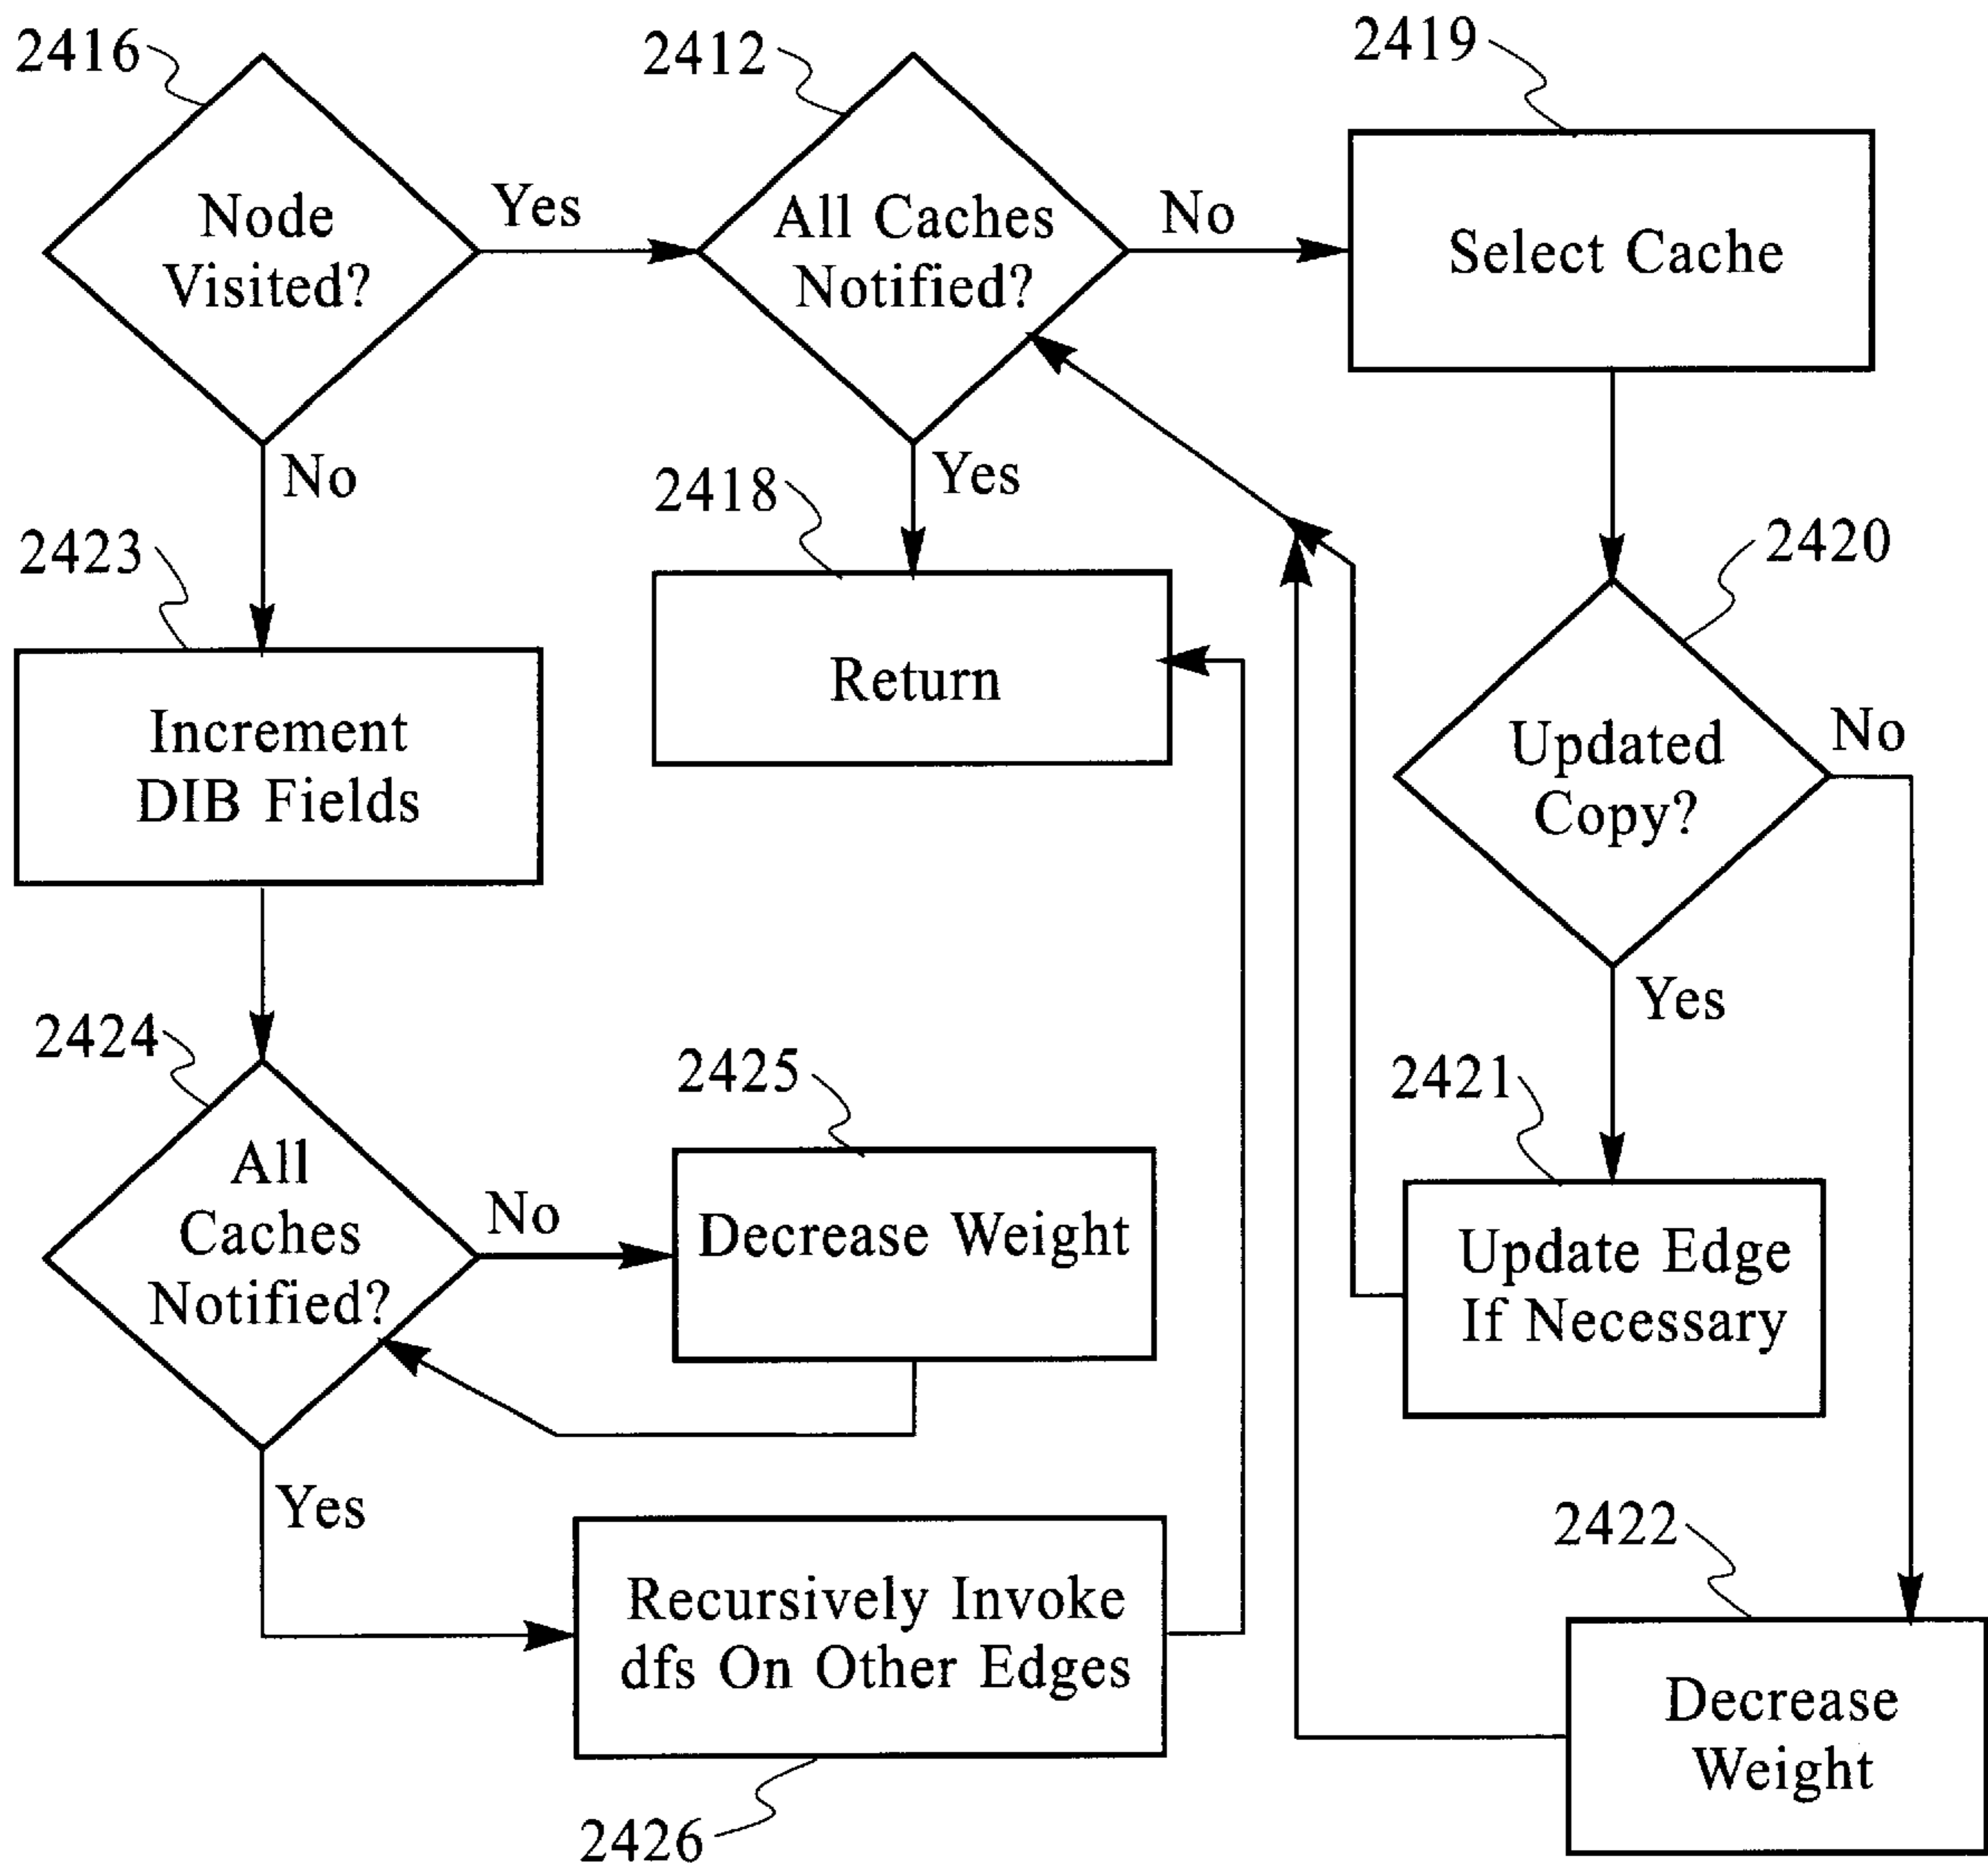 2416
2412
2419
Node
Visited?
Yes
All Caches
Notified?
No
Select Cache
No
2418
Yes
2423
2420
Increment
DIB Fields
Return
Updated
Copy?
No
Yes
2424
2425
2421
All
Caches
Notified?
No
Decrease Weight
Update Edge
If Necessary
Yes
2422
Recursively Invoke
dfs On Other Edges
Decrease
Weight
2426